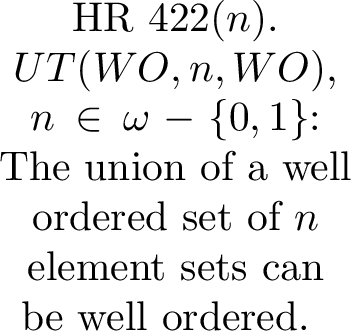 HR 422(n).
UT(WO, n, WO),
n ∈ ω − {0, 1}:
The union of a well
ordered set of n
element sets can
be well ordered.